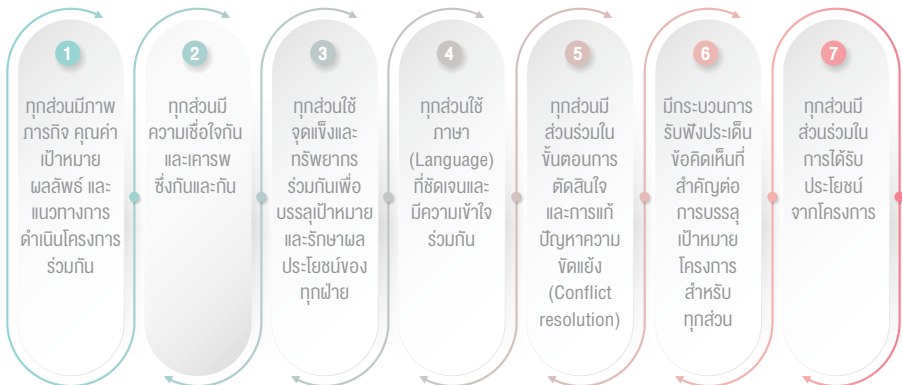 1
ทุกส่วนมีภาพ
ภารกิจ คุณค่า
เป้าหมาย
ผลลัพธ์ และ
แนวทางการ
ดำเนินโครงการ
ร่วมกัน
2
ทุกส่วนมี
ความเชื่อใจกัน
และเคารพ
ซึ่งกันและกัน
3
ทุกส่วนใช้
จุดแข็งและ
ทรัพยากร
ร่วมกันเพื่อ
บรรลุเป้าหมาย
และรักษาผล
ประโยชน์ของ
ทุกฝ่าย
4
ทุกส่วนใช้
ภาษา
(Language)
ที่ชัดเจนและ
มีความเข้าใจ
ร่วมกัน
5
ทุกส่วนมี
ส่วนร่วมใน
ขั้นตอนการ
ตัดสินใจ
และการแก้
ปัญหาความ
ขัดแย้ง
(Conflict
resolution)
6
มีกระบวนการ
รับฟังประเด็น
ข้อคิดเห็นที่
สำคัญต่อ
การบรรลุ
เป้าหมาย
โครงการ
สำหรับ
ทุกส่วน
7
ทุกส่วนมี
ส่วนร่วมใน
การได้รับ
ประโยชน์
จากโครงการ